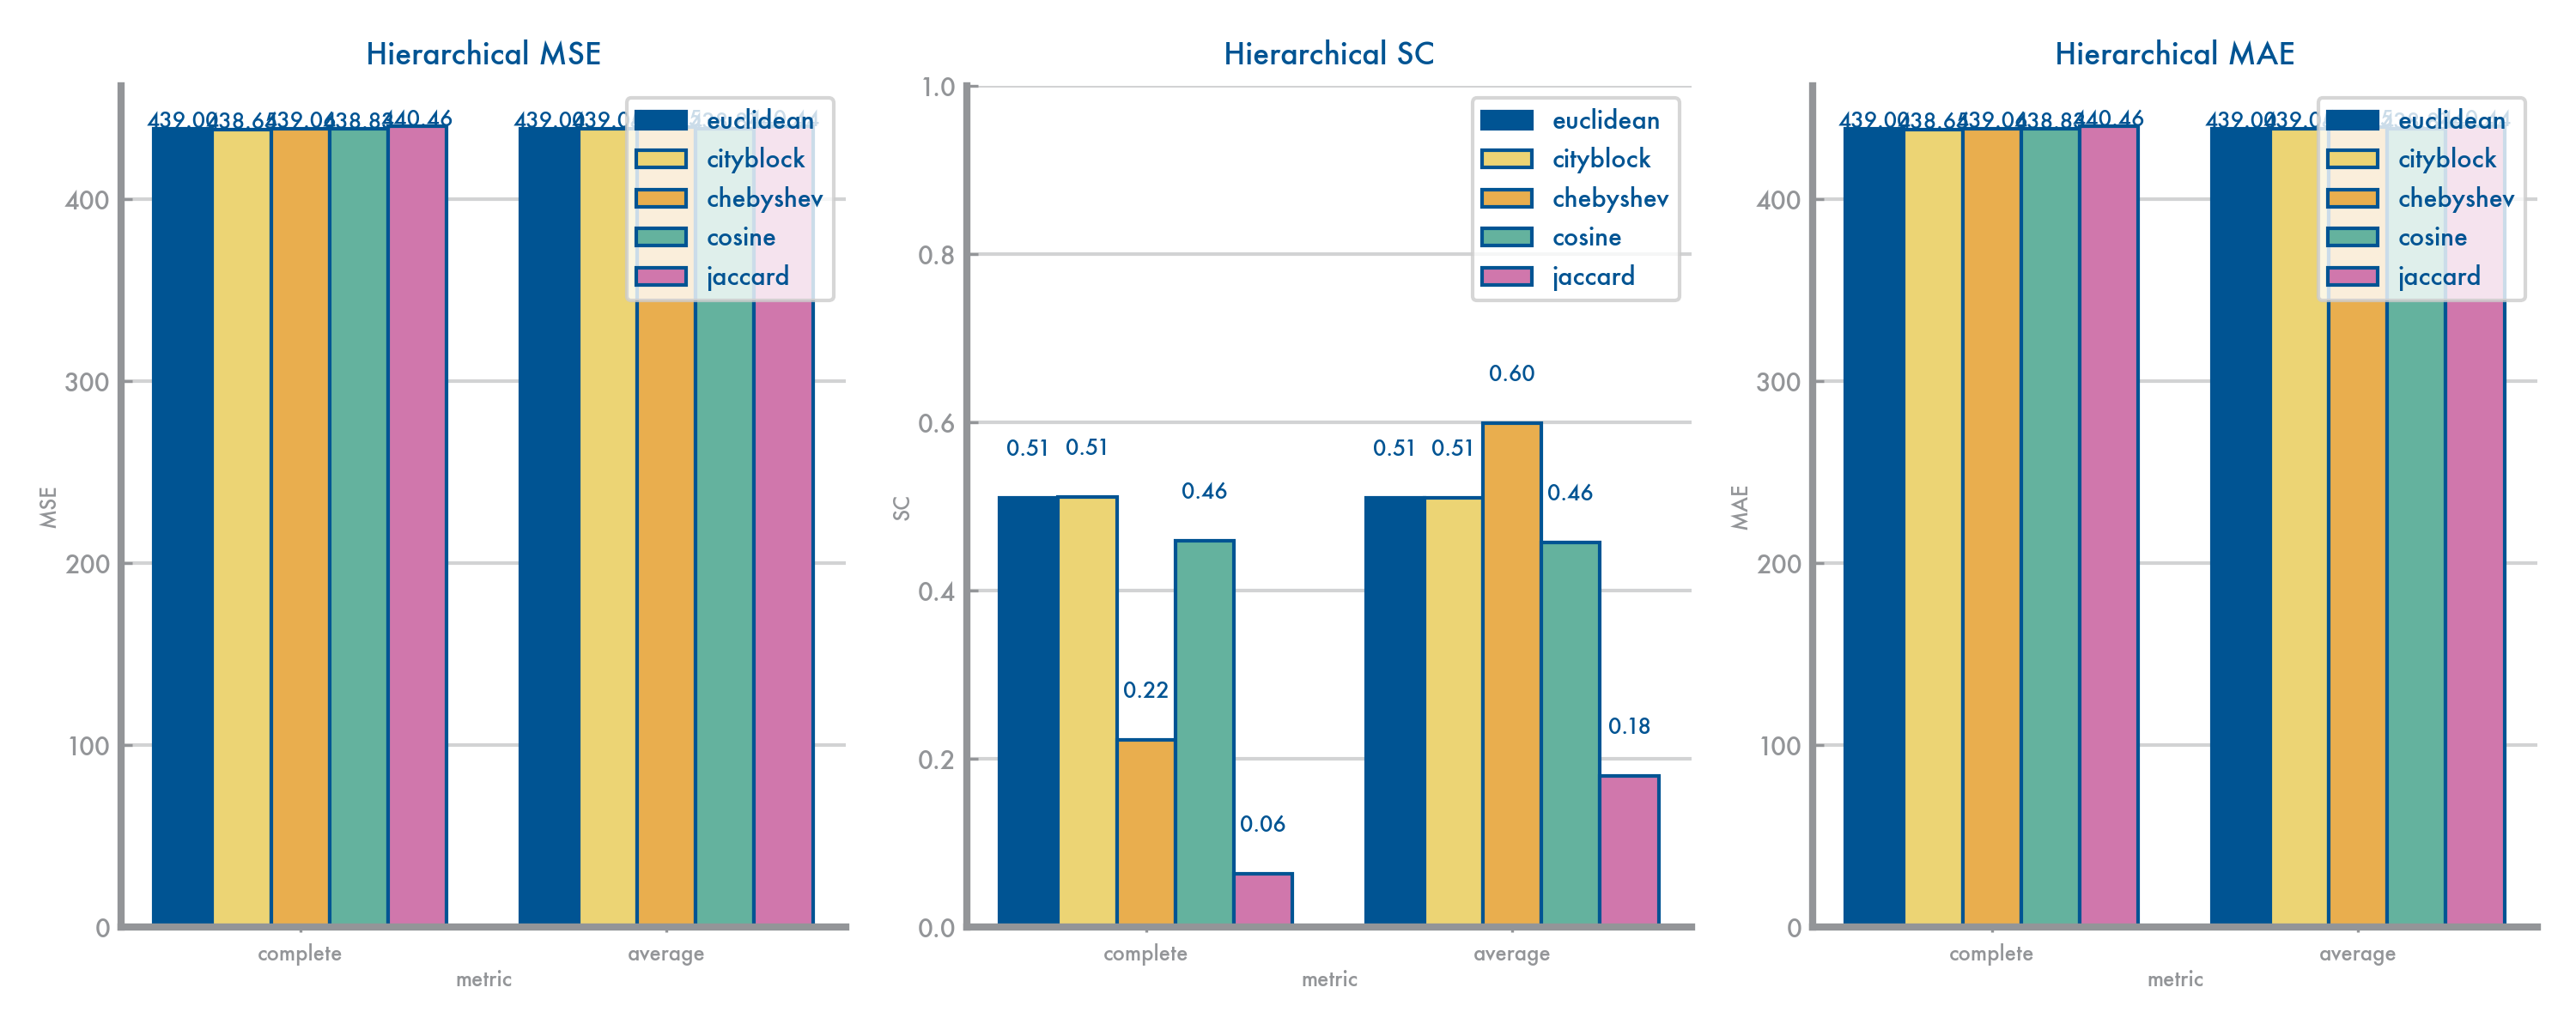 Hierarchical MSE
439.00 438.65 439.04 438.84 440.46
439.00
euclidean
cityblock
chebyshev
cosine
jaccard
400
300
200
100
0
MSE
complete average
metric
Hierarchical SC
1.0
0.8
0.6
0.4
0.2
0.0
SC
euclidean
cityblock
chebyshev
cosine
jaccard
0.51 0.51 0.22 0.46 0.06
0.51 0.51 0.60 0.46 0.18
complete average
metric
Hierarchical MAE
439.00 438.65 439.04 438.84 440.46
439.00
euclidean
cityblock
chebyshev
cosine
jaccard
400
300
200
100
0
MAE
complete average
metric